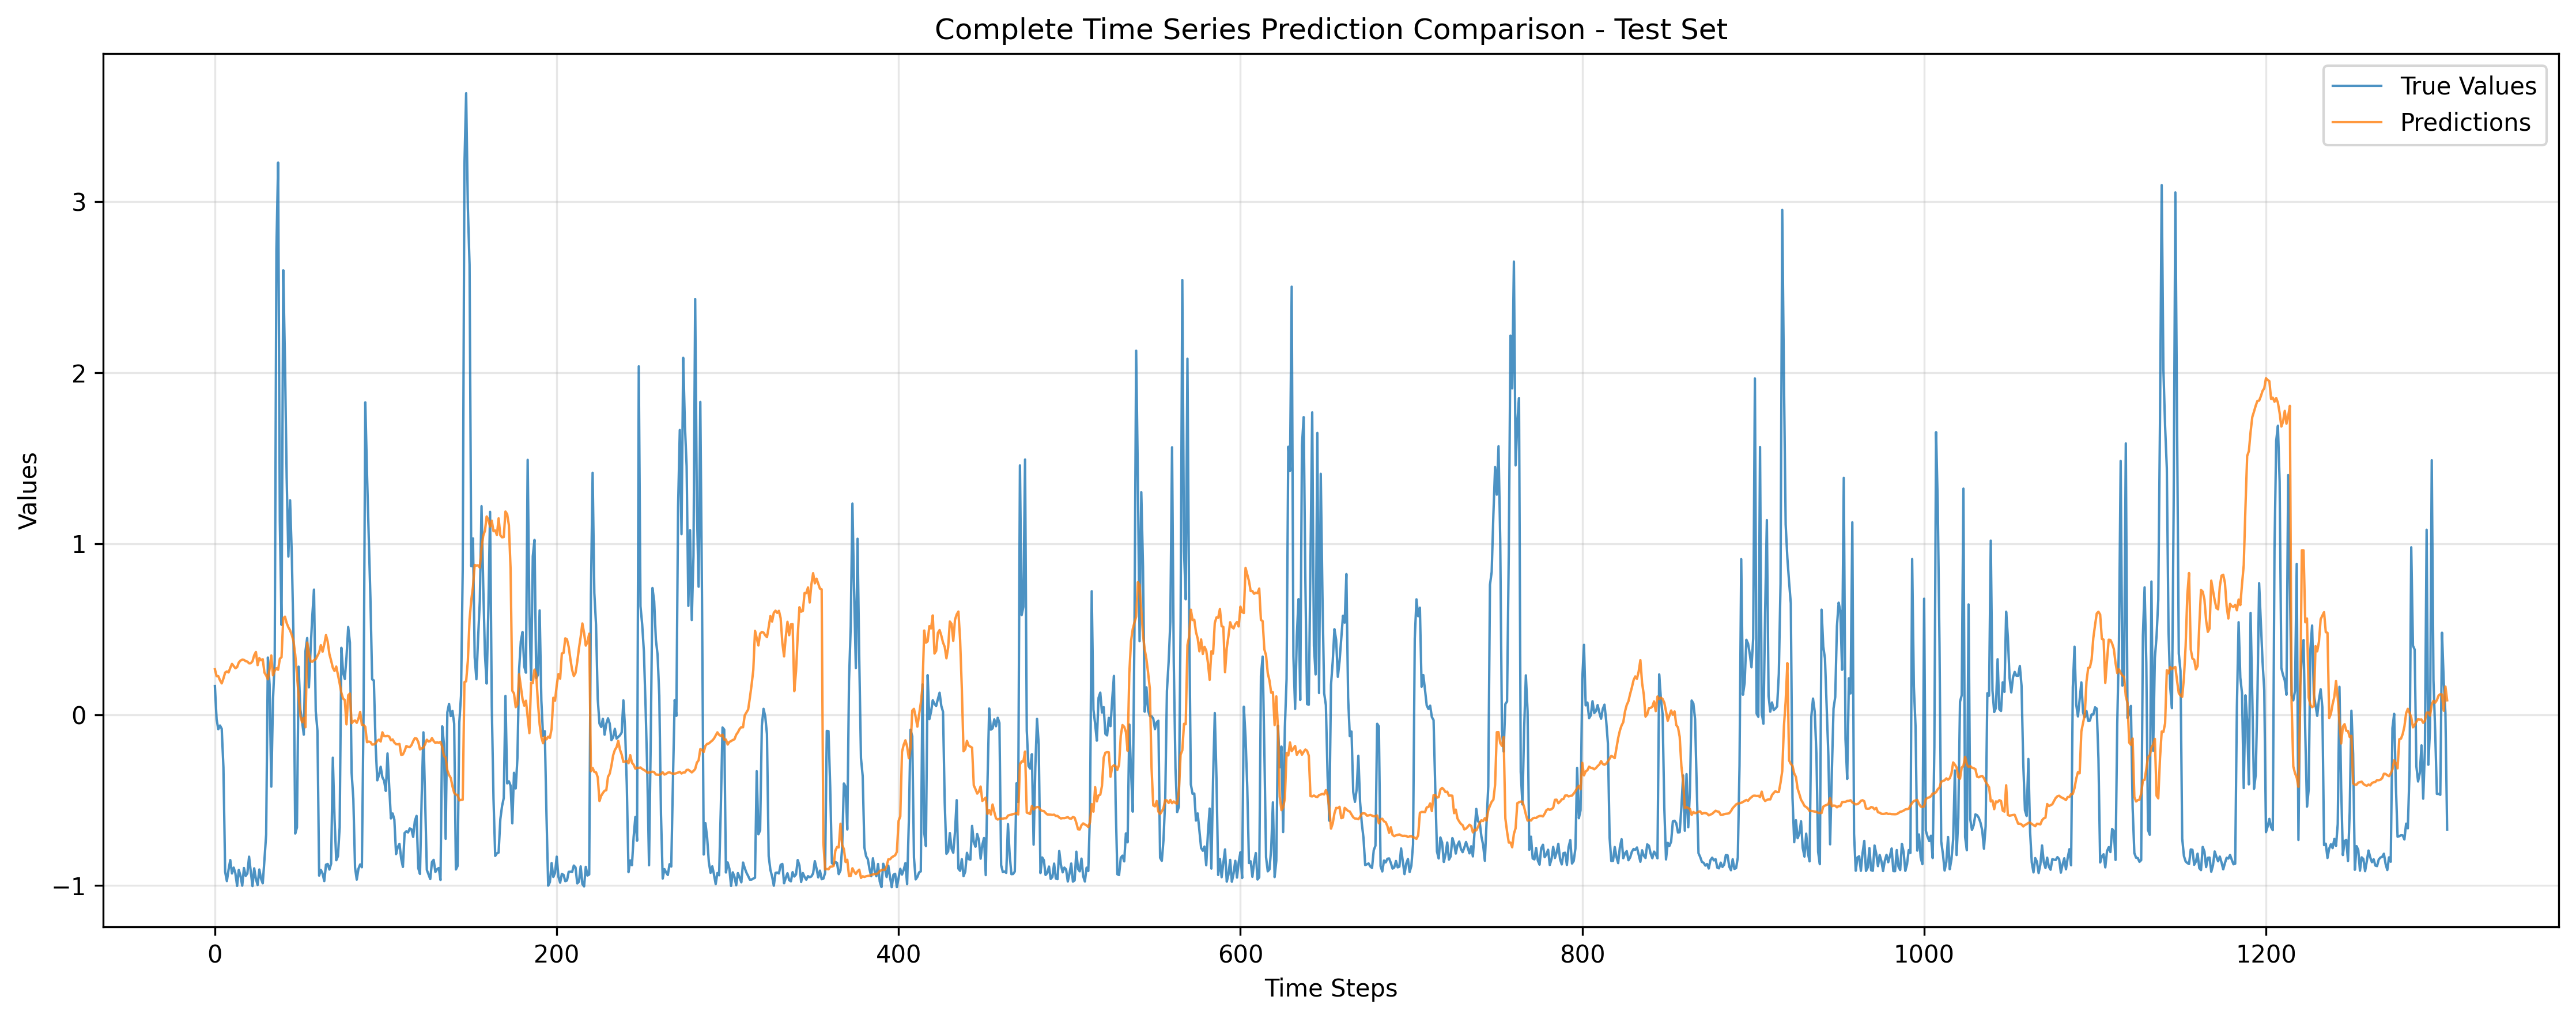 Complete Time Series Prediction Comparison - Test Set
True Values
Predictions
Values
3
2
1
0
−1
0 200 400 600 800 1000 1200
Time Steps